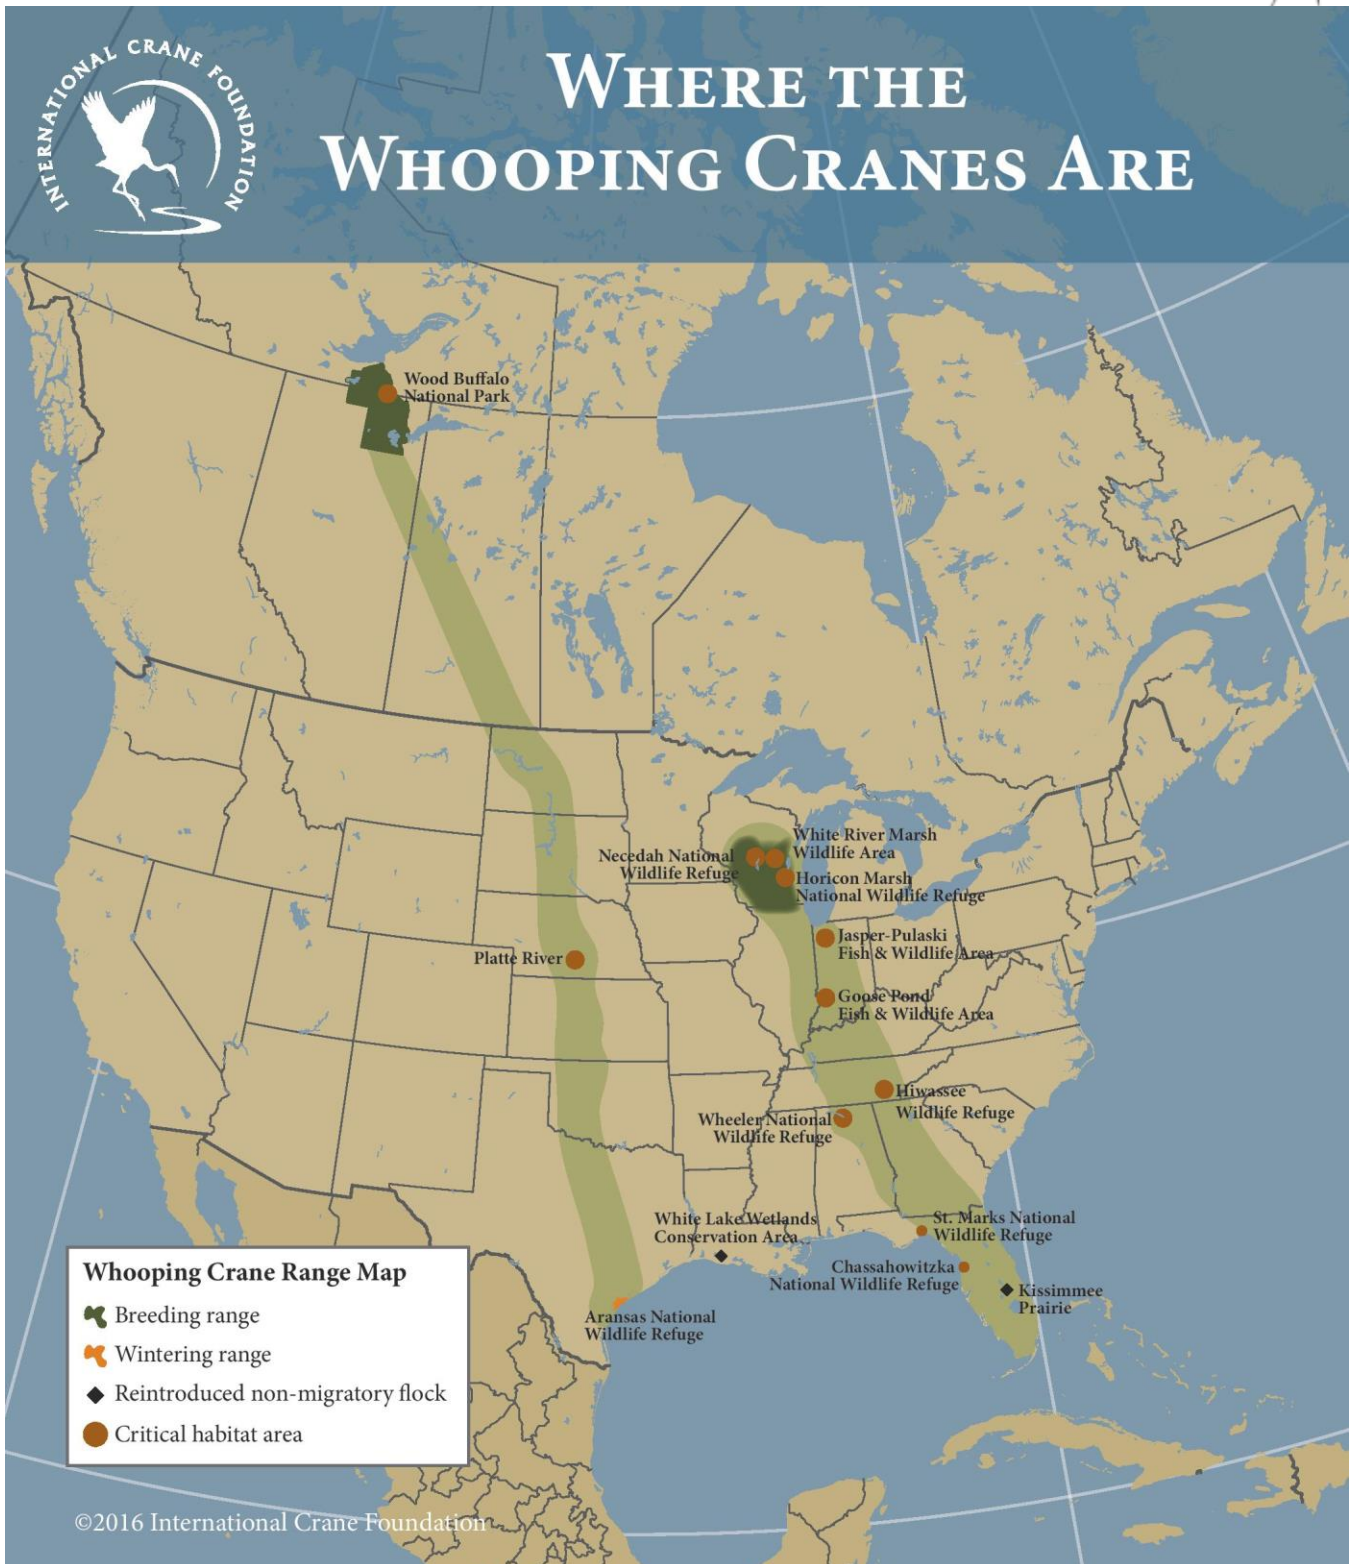 INTERNATIONAL CRANE FOUNDATION
WHERE THE
WHOOPING CRANES ARE
Wood Buffalo
National Park
White River Marsh
Wildlife Area
Necedah National
Wildlife Refuge
Horicon Marsh
National Wildlife Refuge
Jasper-Pulaski
Fish & Wildlife Area
Platte River
Goose Pond
Fish & Wildlife Area
Hiwassee
Wildlife Refuge
Wheeler National
Wildlife Refuge
White Lake Wetlands
Conservation Area
St. Marks National
Wildlife Refuge
Chassahowitzka
National Wildlife Refuge
Kissimmee
Prairie
Aransas National
Wildlife Refuge
Whooping Crane Range Map
Breeding range
Wintering range
Reintroduced non-migratory flock
Critical habitat area
©2016 International Crane Foundation